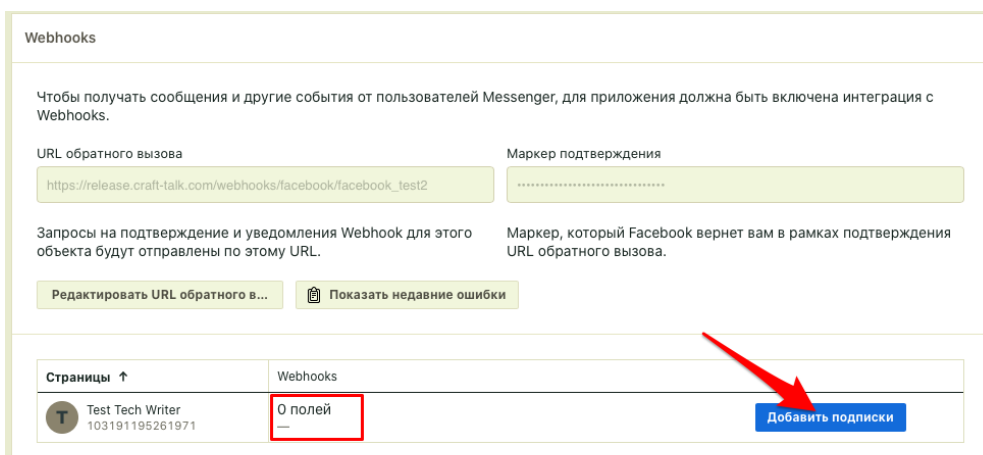 Webhooks
Чтобы получать сообщения и другие события от пользователей Messenger, для приложения должна быть включена интеграция с
Webhooks.
URL обратного вызова
Маркер подтверждения
https://release.craft-talk.com/webhooks/facebook/facebook_test2
••••••••••••••••••••••••••••••••
Запросы на подтверждение и уведомления Webhook для этого
объекта будут отправлены по этому URL.
Маркер, который Facebook вернет вам в рамках подтверждения
URL обратного вызова.
Редактировать URL обратного в...
Показать недавние ошибки
Страницы ↑
Webhooks
T
Test Tech Writer
103191195261971
0 полей
—
Добавить подписки